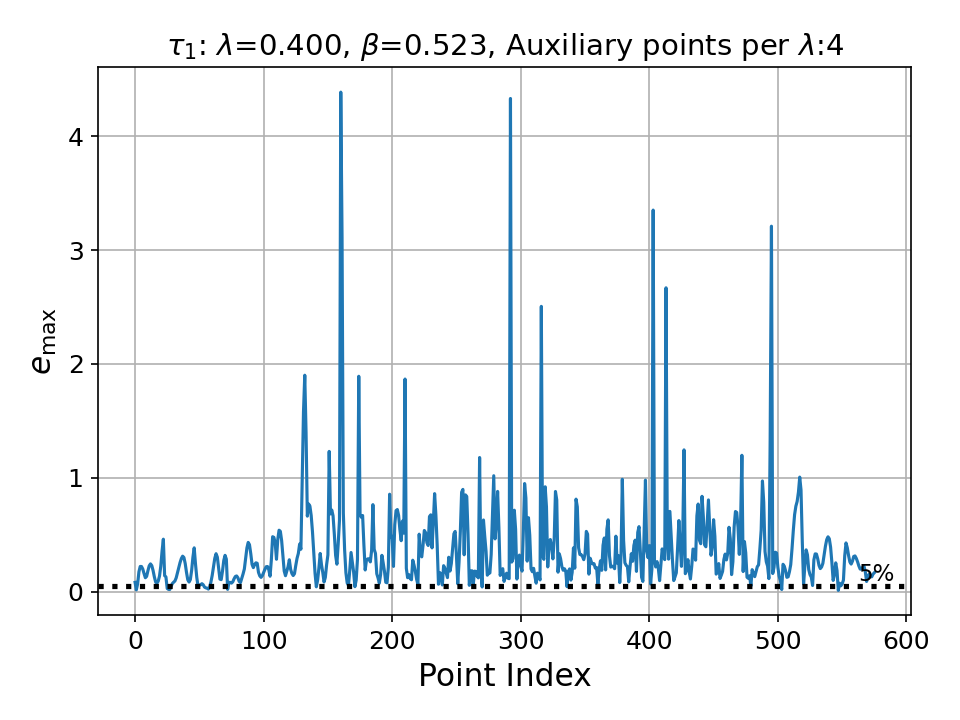 τ₁: λ=0.400, β=0.523, Auxiliary points per λ:4
e_max
4
3
2
1
0
5%
0 100 200 300 400 500 600
Point Index